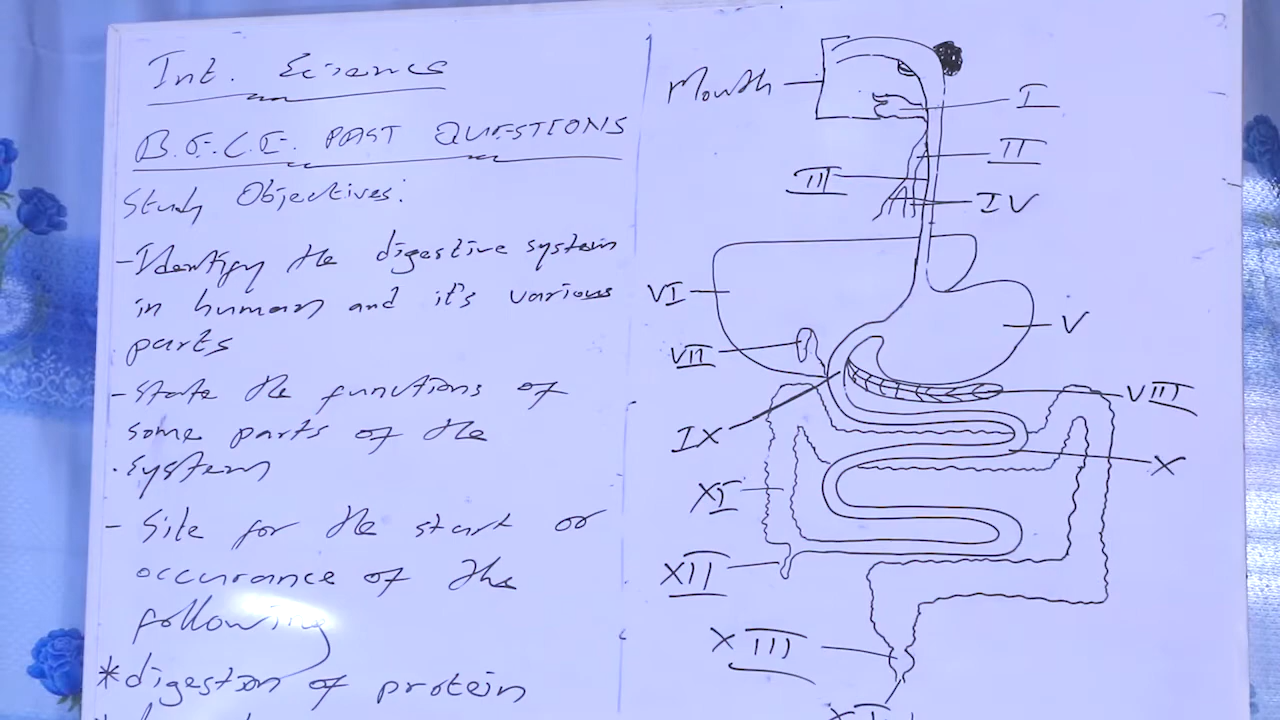 Int. Science
B.E.C.E. PAST QUESTIONS
Study Objectives:
-Identify the digestive system
in human and it's various
parts
-State the functions of
some parts of the
system
- Site for the start or
occurance of the
following
*digestion of protein
Mouth
I
II
III
IV
VI
V
VII
VIII
IX
X
XI
XII
XIII